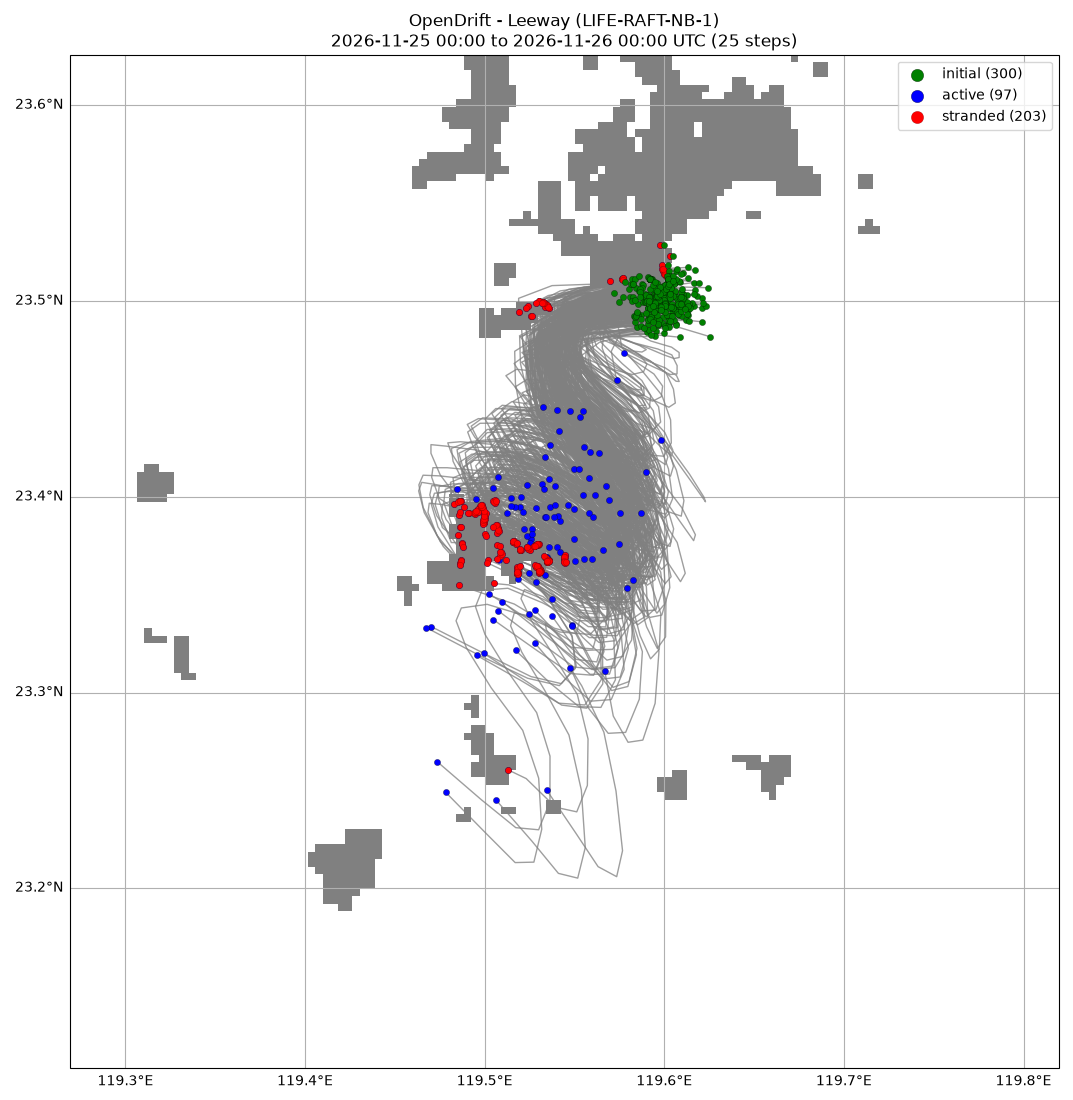 OpenDrift - Leeway (LIFE-RAFT-NB-1)
2026-11-25 00:00 to 2026-11-26 00:00 UTC (25 steps)
initial (300)
active (97)
stranded (203)
23.6°N
23.5°N
23.4°N
23.3°N
23.2°N
119.3°E
119.4°E
119.5°E
119.6°E
119.7°E
119.8°E